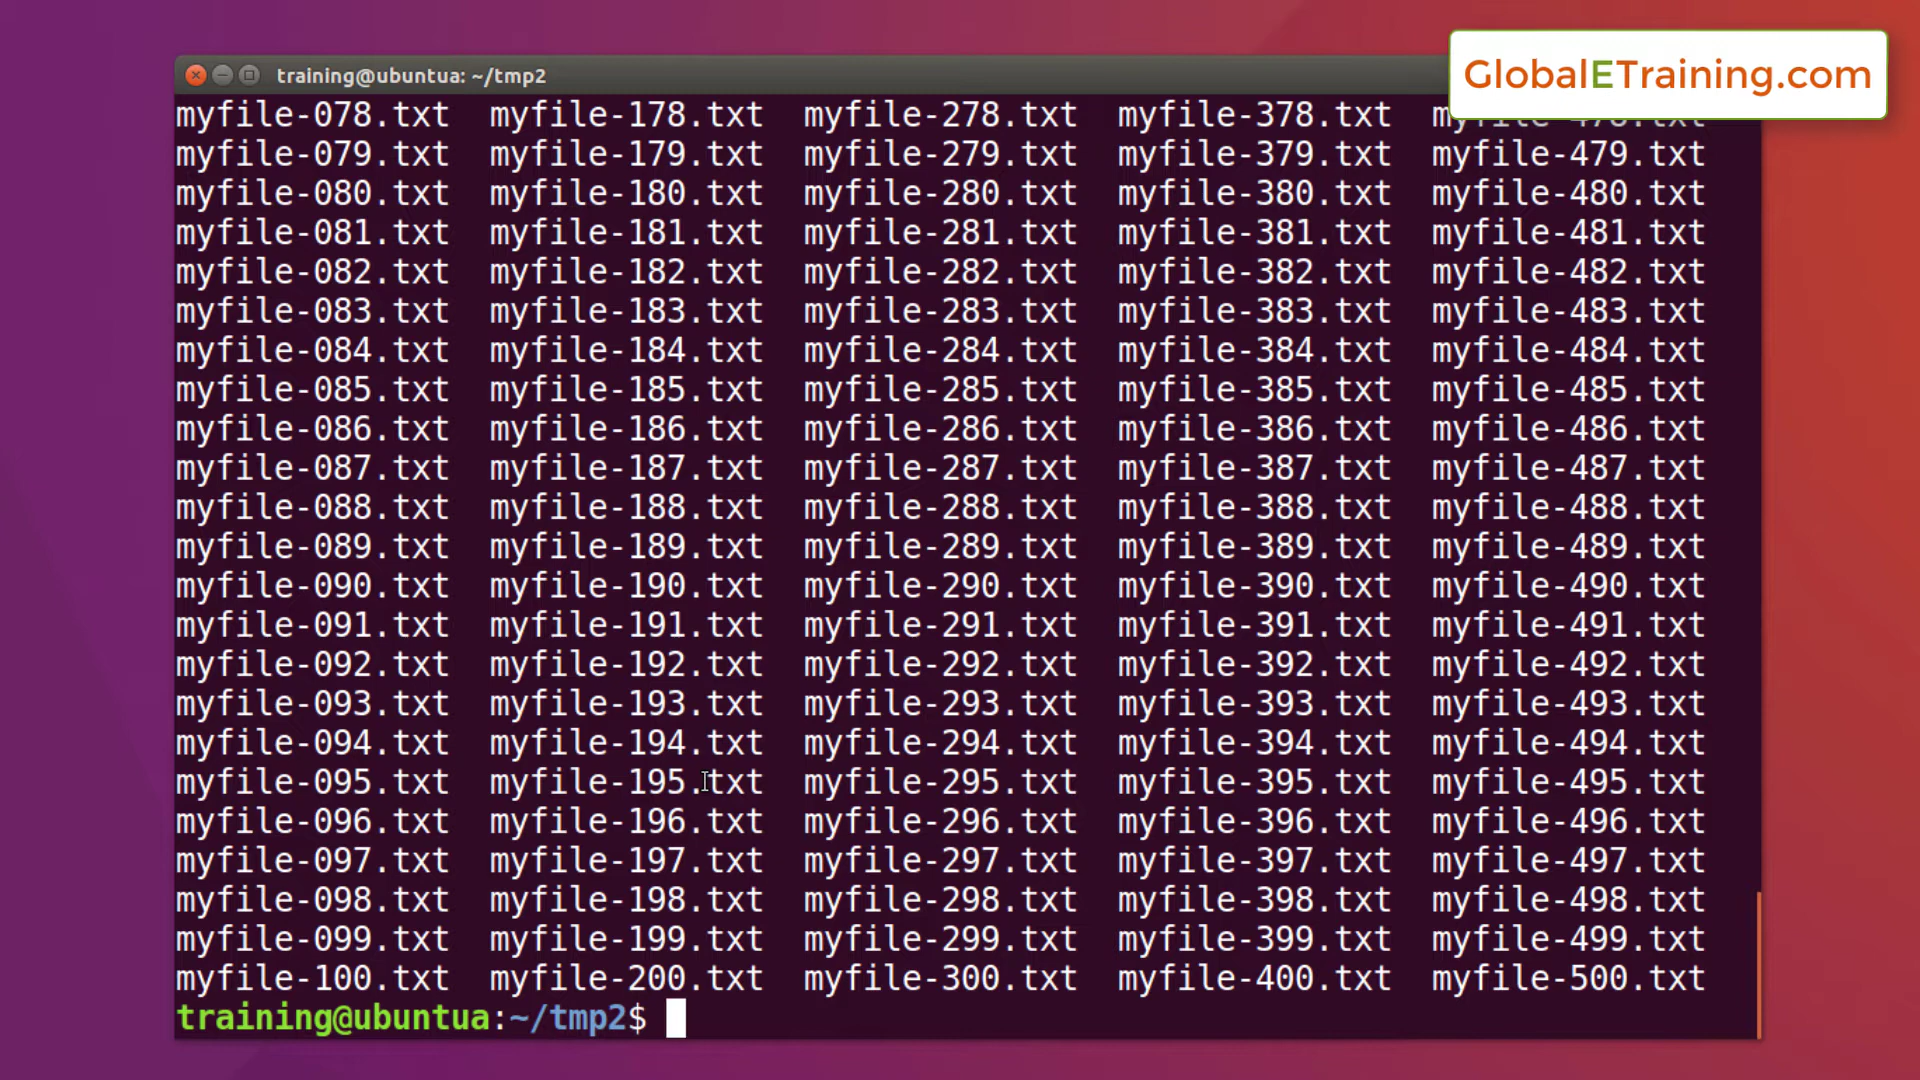 training@ubuntua: ~/tmp2
GlobalETraining.com
myfile-078.txt myfile-178.txt myfile-278.txt myfile-378.txt myfile-478.txt
myfile-079.txt myfile-179.txt myfile-279.txt myfile-379.txt myfile-479.txt
myfile-080.txt myfile-180.txt myfile-280.txt myfile-380.txt myfile-480.txt
myfile-081.txt myfile-181.txt myfile-281.txt myfile-381.txt myfile-481.txt
myfile-082.txt myfile-182.txt myfile-282.txt myfile-382.txt myfile-482.txt
myfile-083.txt myfile-183.txt myfile-283.txt myfile-383.txt myfile-483.txt
myfile-084.txt myfile-184.txt myfile-284.txt myfile-384.txt myfile-484.txt
myfile-085.txt myfile-185.txt myfile-285.txt myfile-385.txt myfile-485.txt
myfile-086.txt myfile-186.txt myfile-286.txt myfile-386.txt myfile-486.txt
myfile-087.txt myfile-187.txt myfile-287.txt myfile-387.txt myfile-487.txt
myfile-088.txt myfile-188.txt myfile-288.txt myfile-388.txt myfile-488.txt
myfile-089.txt myfile-189.txt myfile-289.txt myfile-389.txt myfile-489.txt
myfile-090.txt myfile-190.txt myfile-290.txt myfile-390.txt myfile-490.txt
myfile-091.txt myfile-191.txt myfile-291.txt myfile-391.txt myfile-491.txt
myfile-092.txt myfile-192.txt myfile-292.txt myfile-392.txt myfile-492.txt
myfile-093.txt myfile-193.txt myfile-293.txt myfile-393.txt myfile-493.txt
myfile-094.txt myfile-194.txt myfile-294.txt myfile-394.txt myfile-494.txt
myfile-095.txt myfile-195.txt myfile-295.txt myfile-395.txt myfile-495.txt
myfile-096.txt myfile-196.txt myfile-296.txt myfile-396.txt myfile-496.txt
myfile-097.txt myfile-197.txt myfile-297.txt myfile-397.txt myfile-497.txt
myfile-098.txt myfile-198.txt myfile-298.txt myfile-398.txt myfile-498.txt
myfile-099.txt myfile-199.txt myfile-299.txt myfile-399.txt myfile-499.txt
myfile-100.txt myfile-200.txt myfile-300.txt myfile-400.txt myfile-500.txt
training@ubuntua:~/tmp2$